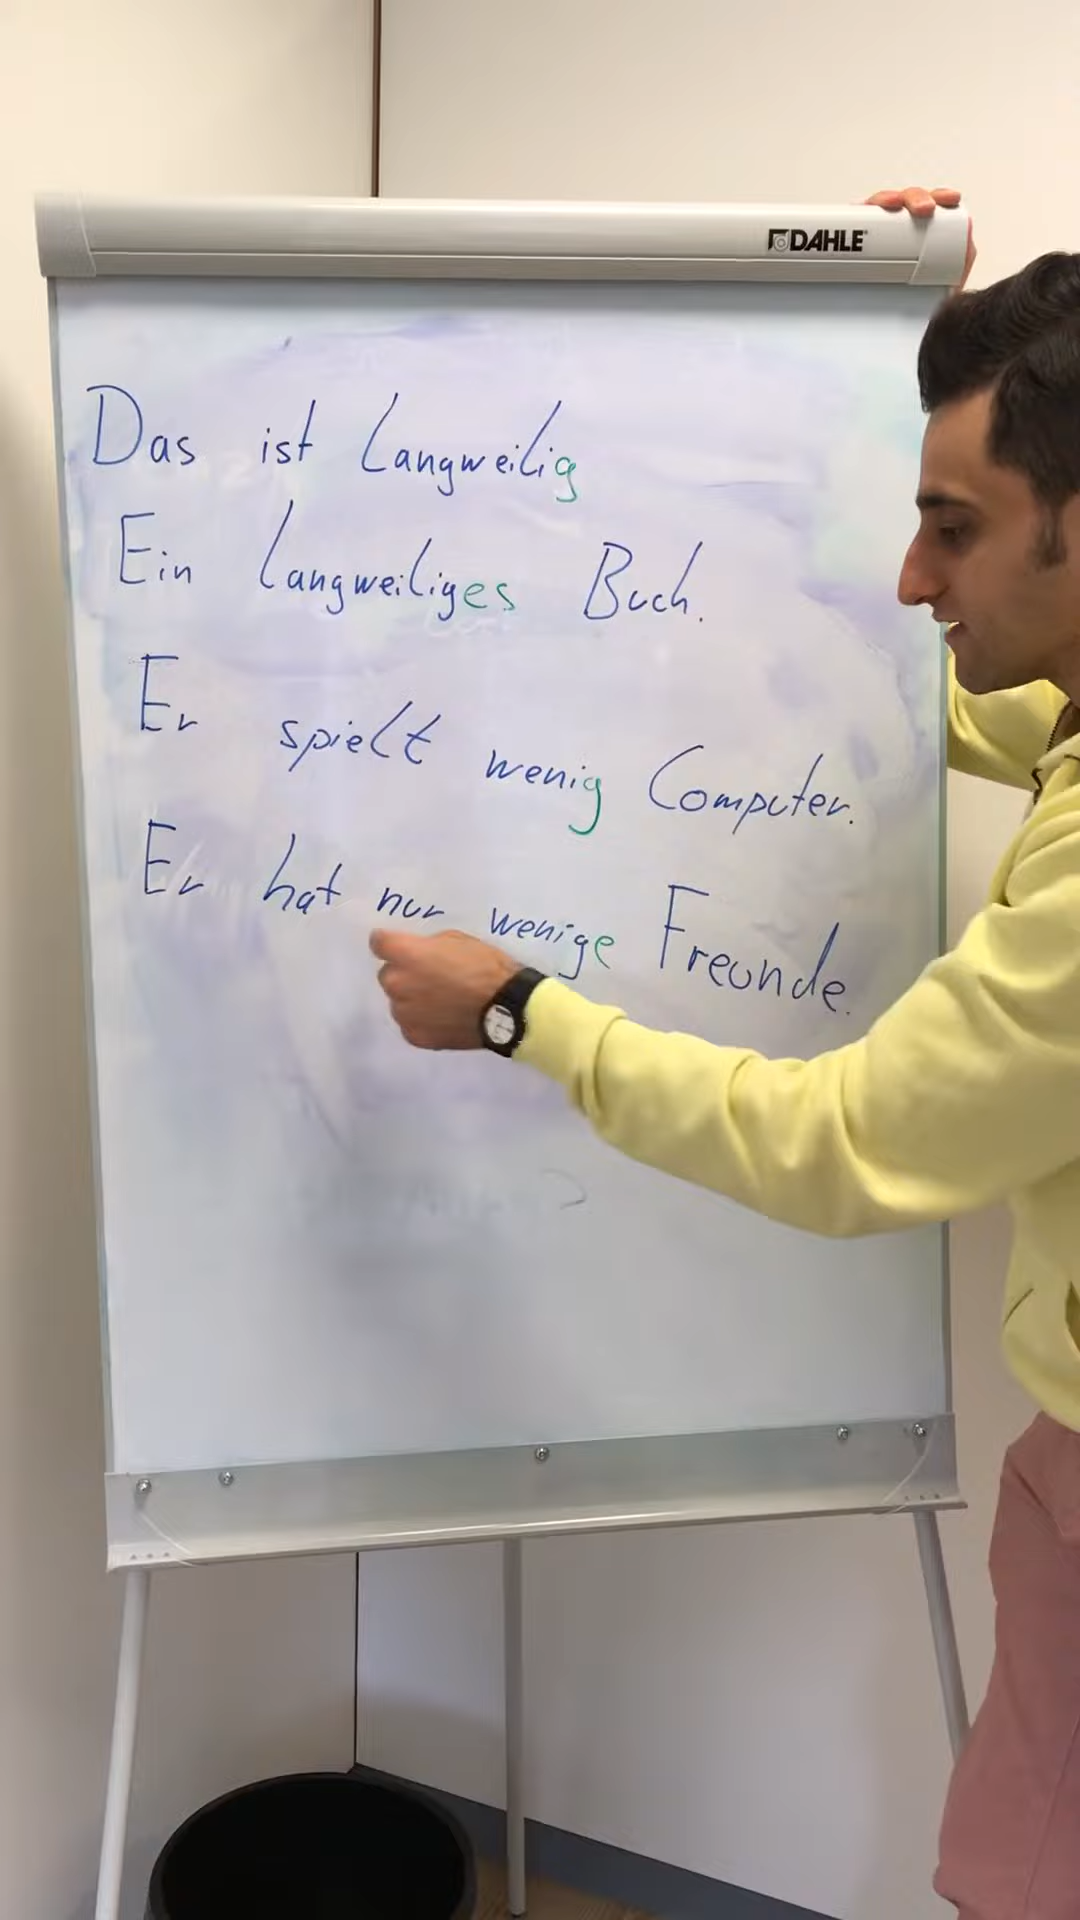 DAHLE
Das ist langweilig
Ein langweiliges Buch.
Er spielt wenig Computer.
Er hat nur wenige Freunde.